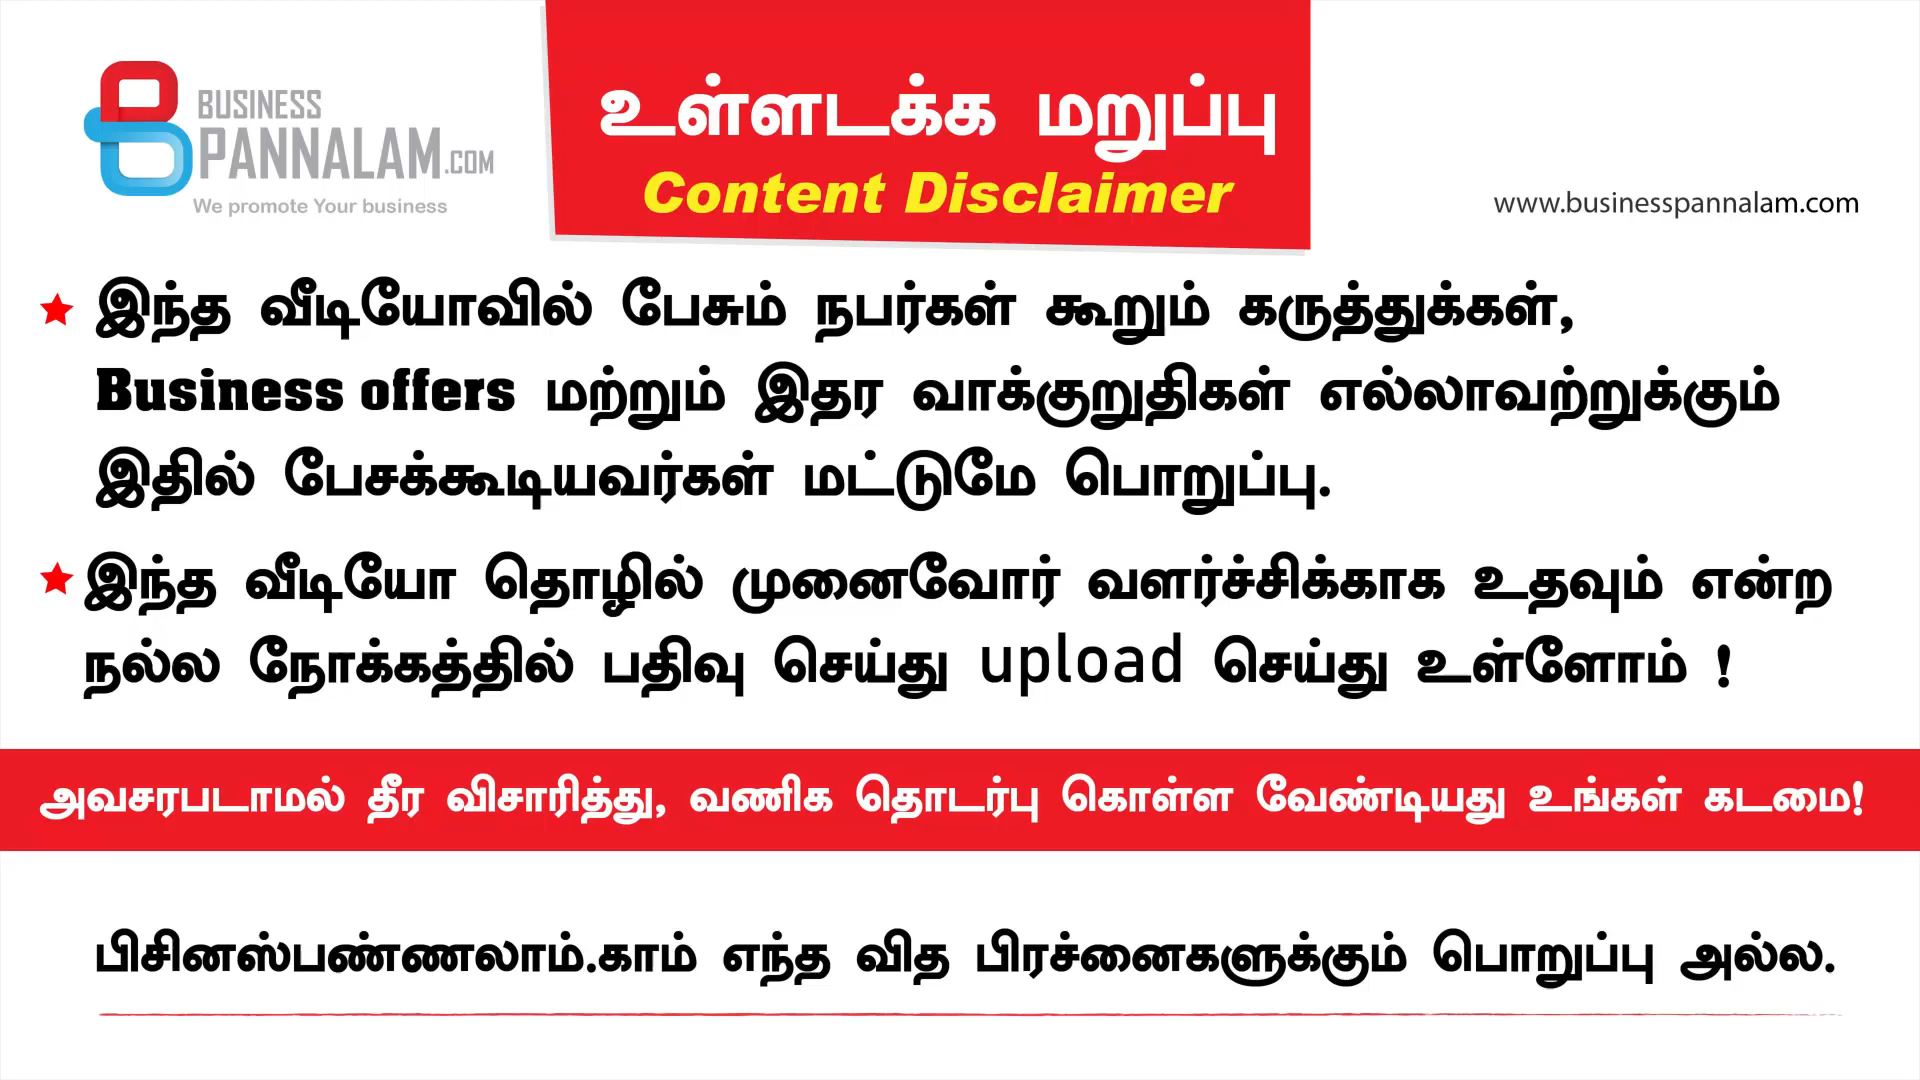 BUSINESS
PANNALAM.COM
We promote Your business
உள்ளடக்க மறுப்பு
Content Disclaimer
www.businesspannalam.com
இந்த வீடியோவில் பேசும் நபர்கள் கூறும் கருத்துக்கள்,
Business offers மற்றும் இதர வாக்குறுதிகள் எல்லாவற்றுக்கும்
இதில் பேசக்கூடியவர்கள் மட்டுமே பொறுப்பு.
இந்த வீடியோ தொழில் முனைவோர் வளர்ச்சிக்காக உதவும் என்ற
நல்ல நோக்கத்தில் பதிவு செய்து upload செய்து உள்ளோம் !
அவசரபடாமல் தீர விசாரித்து, வணிக தொடர்பு கொள்ள வேண்டியது உங்கள் கடமை!
பிசினஸ்பண்ணலாம்.காம் எந்த வித பிரச்னைகளுக்கும் பொறுப்பு அல்ல.